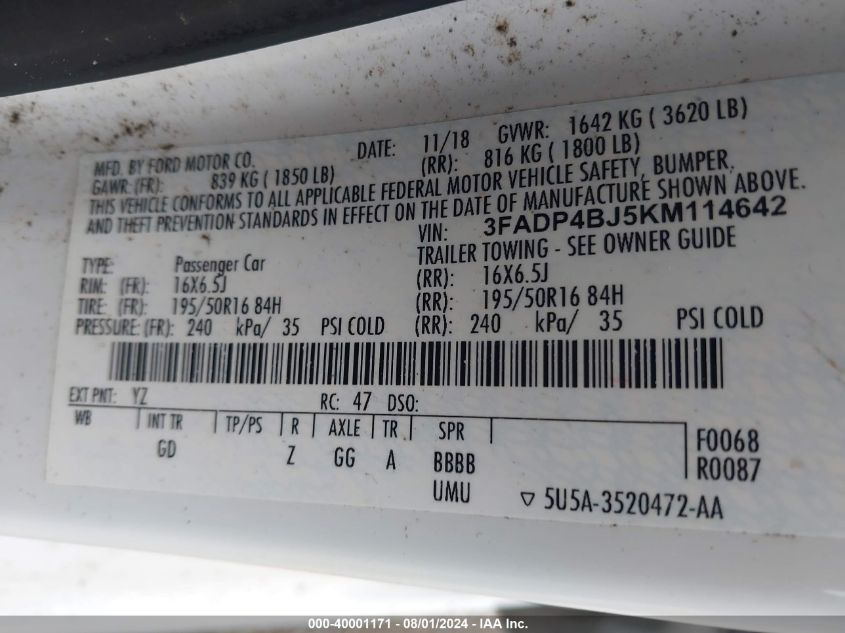 MFD. BY FORD MOTOR CO. DATE: 11/18 GVWR: 1642 KG ( 3620 LB)
GAWR: (FR): 839 KG ( 1850 LB) (RR): 816 KG ( 1800 LB)
THIS VEHICLE CONFORMS TO ALL APPLICABLE FEDERAL MOTOR VEHICLE SAFETY, BUMPER,
AND THEFT PREVENTION STANDARDS IN EFFECT ON THE DATE OF MANUFACTURE SHOWN ABOVE.
VIN: 3FADP4BJ5KM114642
TYPE: Passenger Car TRAILER TOWING - SEE OWNER GUIDE
RIM: (FR): 16X6.5J (RR): 16X6.5J
TIRE: (FR): 195/50R16 84H (RR): 195/50R16 84H
PRESSURE: (FR): 240 kPa/ 35 PSI COLD (RR): 240 kPa/ 35 PSI COLD
EXT PNT: YZ RC: 47 DSO:
WB INT TR TP/PS R AXLE TR SPR F0068
GD Z GG A BBBB R0087
UMU ▽ 5U5A-3520472-AA
000-40001171 - 08/01/2024 - IAA Inc.